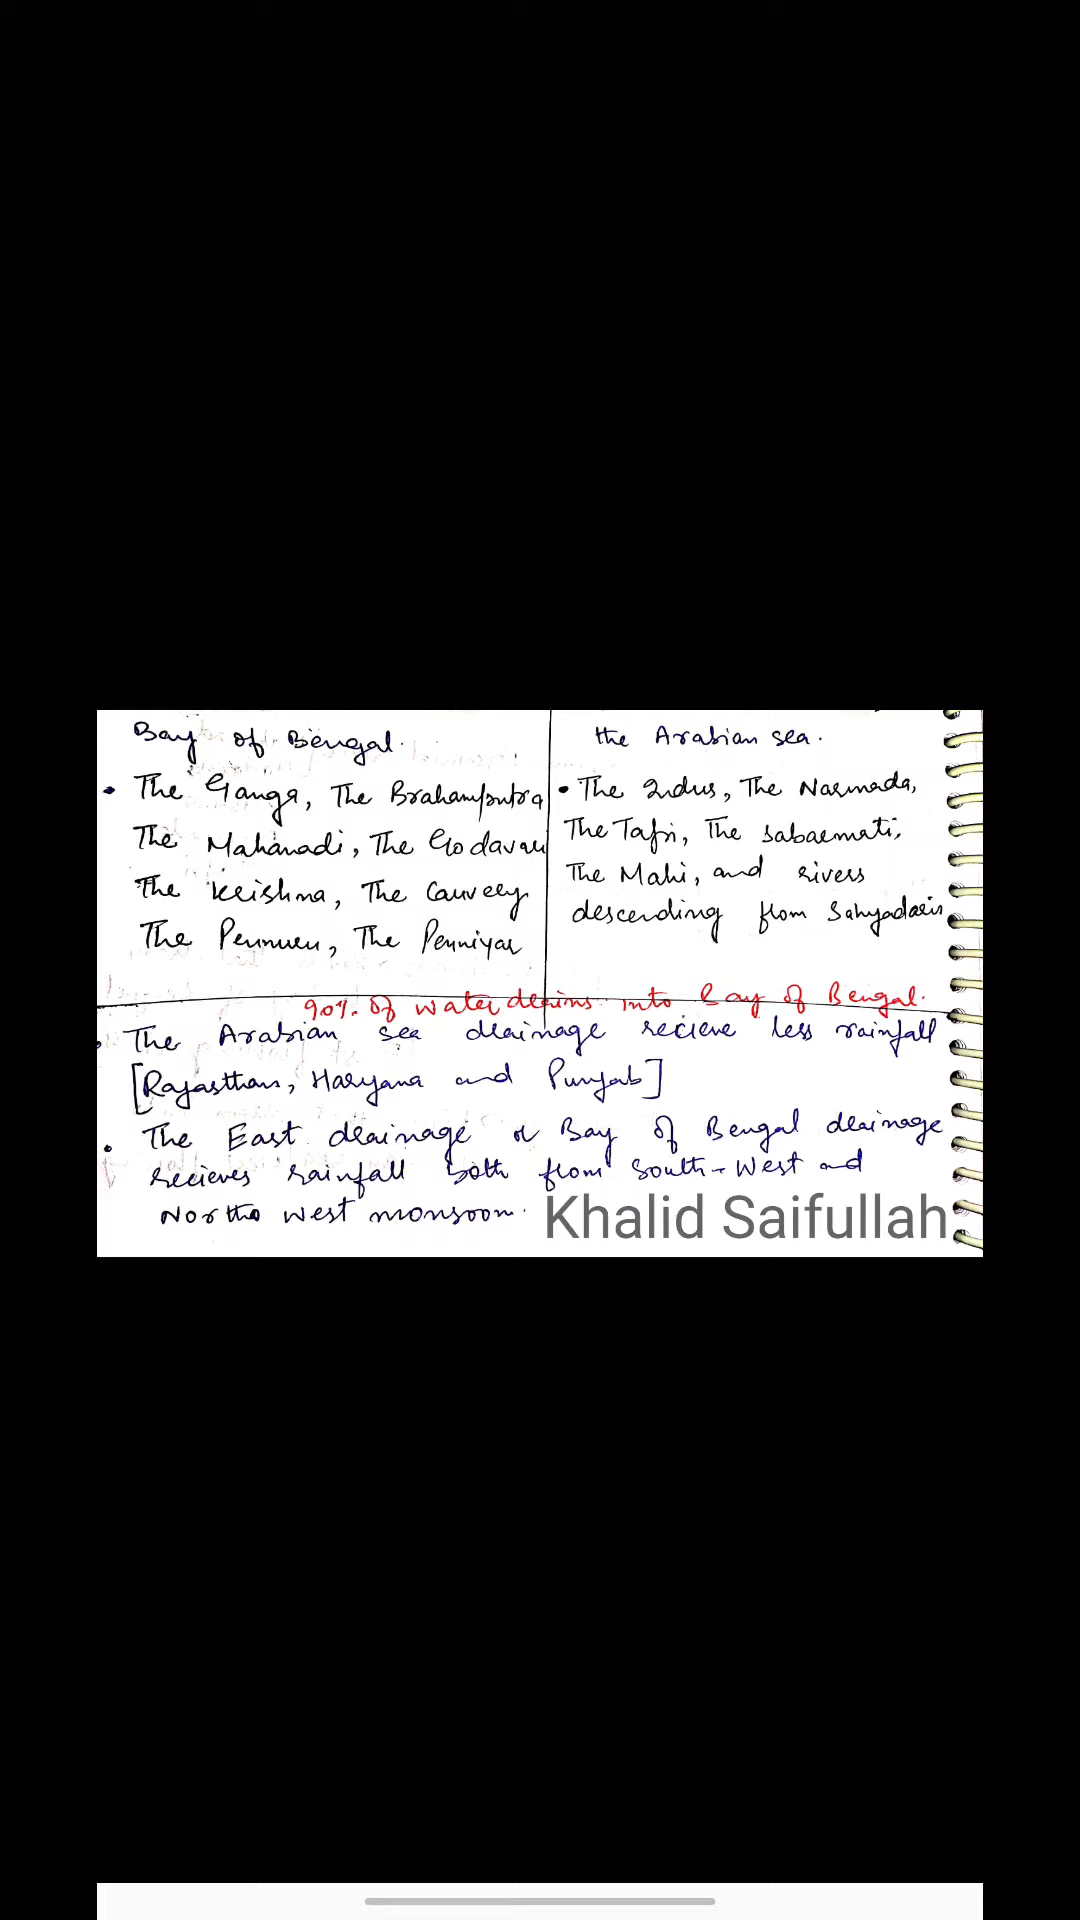 Bay of Bengal.
• The Ganga, The Brahamputra
The Mahanadi, The Godavari
The Krishna, The Cauvery
The Pennueu, The Penniyar
the Arabian sea.
• The Indus, The Narmada,
The Tapi, The sabarmati,
The Mahi, and rivers
descending from Sahyadaris
90% of water drains into Bay of Bengal.
• The Arabian sea drainage recieve less rainfall
[Rajasthan, Haryana and Punjab]
• The East drainage or Bay of Bengal drainage
recieves rainfall both from South-West and
North West monsoon.
Khalid Saifullah